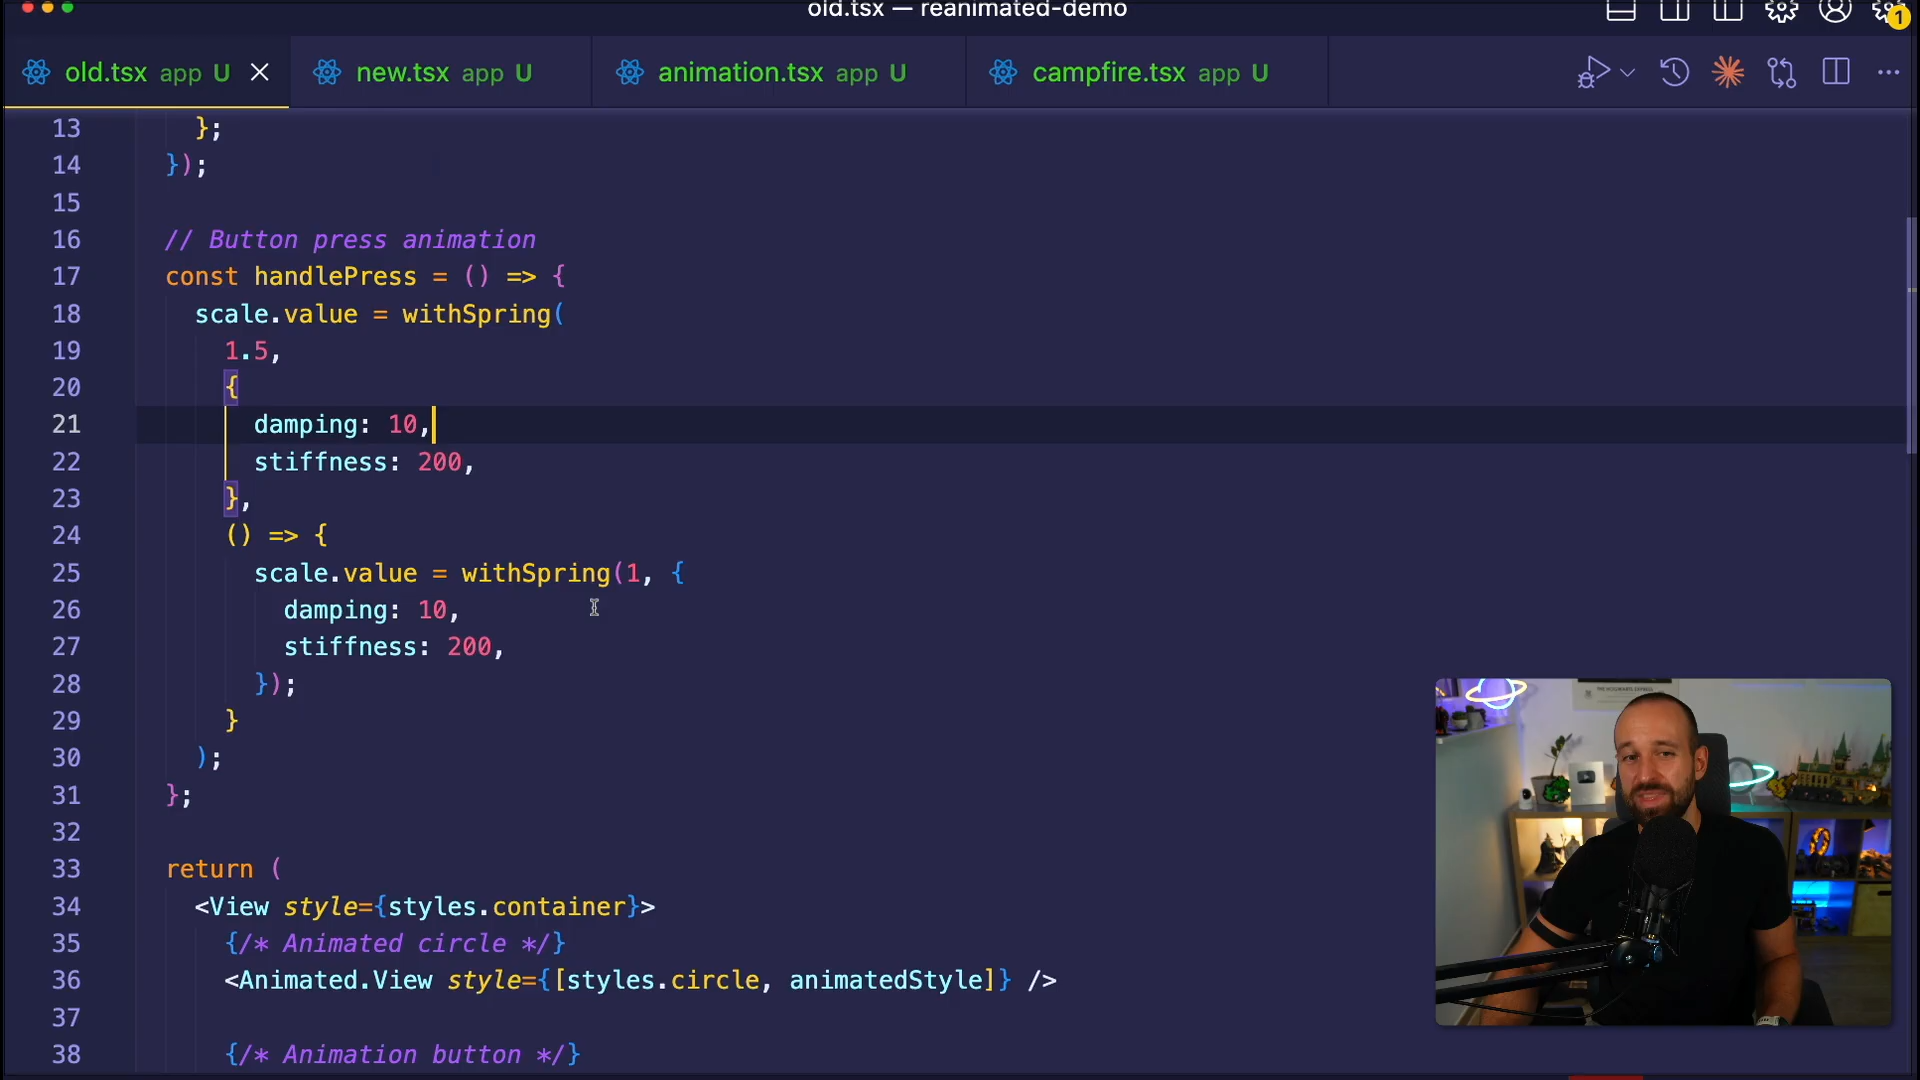 old.tsx — reanimated-demo
1
old.tsx app U
new.tsx app U
animation.tsx app U
campfire.tsx app U
13 };
14 });
15
16 // Button press animation
17 const handlePress = () => {
18 scale.value = withSpring(
19 1.5,
20 {
21 damping: 10,
22 stiffness: 200,
23 },
24 () => {
25 scale.value = withSpring(1, {
26 damping: 10,
27 stiffness: 200,
28 });
29 }
30 );
31 };
32
33 return (
34 <View style={styles.container}>
35 {/* Animated circle */}
36 <Animated.View style={[styles.circle, animatedStyle]} />
37
38 {/* Animation button */}